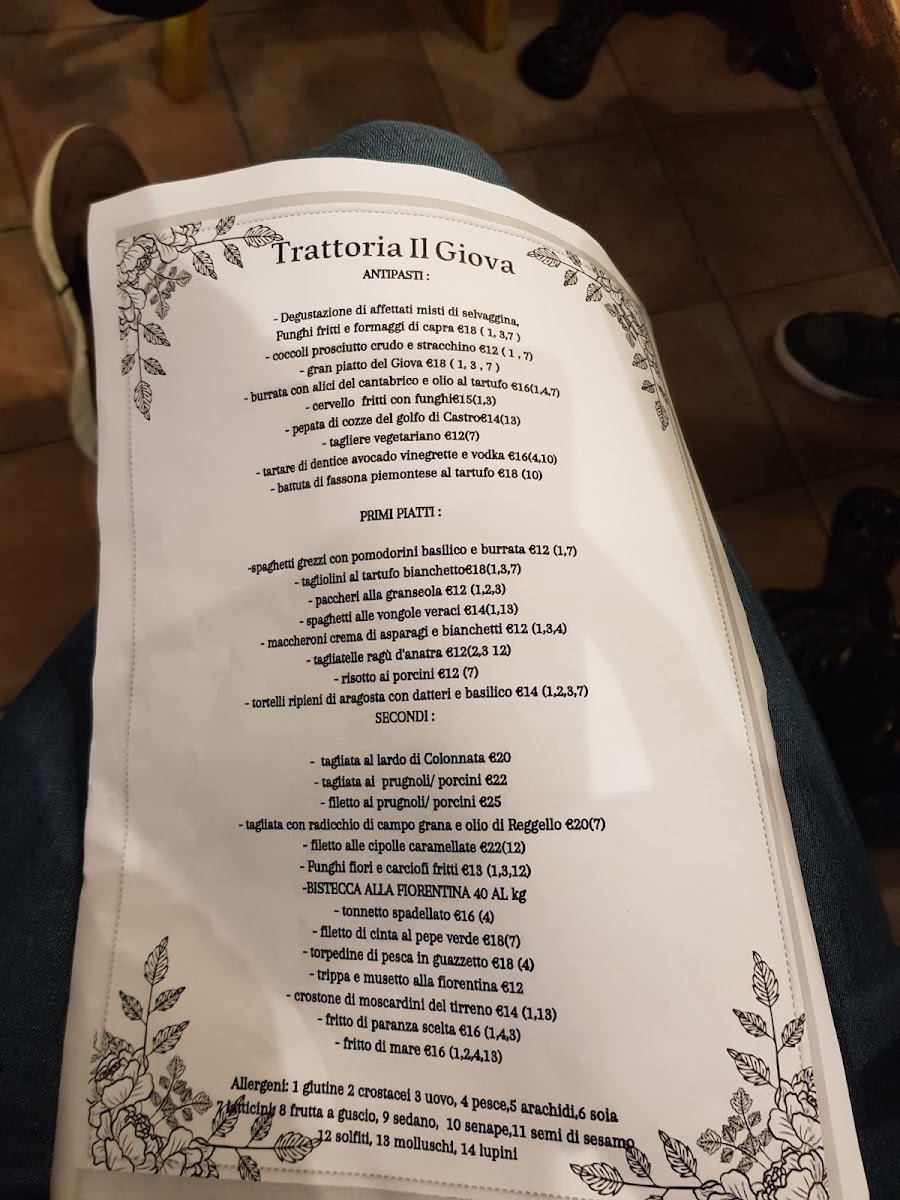 Trattoria Il Giova
ANTIPASTI :
- Degustazione di affettati misti di selvaggina,
Funghi fritti e formaggi di capra €18 ( 1, 3,7 )
- coccoli prosciutto crudo e stracchino €12 ( 1 , 7)
- gran piatto del Giova €18 ( 1, 3 , 7 )
- burrata con alici del cantabrico e olio al tartufo €16(1,4,7)
- cervello fritti con funghi€15(1,3)
- pepata di cozze del golfo di Castro€14(13)
- tagliere vegetariano €12(7)
- tartare di dentice avocado vinegrette e vodka €16(4,10)
- battuta di fassona piemontese al tartufo €18 (10)
PRIMI PIATTI :
-spaghetti grezzi con pomodorini basilico e burrata €12 (1,7)
- tagliolini al tartufo bianchetto€18(1,3,7)
- paccheri alla granseola €12 (1,2,3)
- spaghetti alle vongole veraci €14(1,13)
- maccheroni crema di asparagi e bianchetti €12 (1,3,4)
- tagliatelle ragù d'anatra €12(2,3 12)
- risotto ai porcini €12 (7)
- tortelli ripieni di aragosta con datteri e basilico €14 (1,2,3,7)
SECONDI :
- tagliata al lardo di Colonnata €20
- tagliata ai prugnoli/ porcini €22
- filetto ai prugnoli/ porcini €25
- tagliata con radicchio di campo grana e olio di Reggello €20(7)
- filetto alle cipolle caramellate €22(12)
- Funghi fiori e carciofi fritti €13 (1,3,12)
-BISTECCA ALLA FIORENTINA 40 AL kg
- tonnetto spadellato €16 (4)
- filetto di cinta al pepe verde €18(7)
- torpedine di pesca in guazzetto €18 (4)
- trippa e musetto alla fiorentina €12
- crostone di moscardini del tirreno €14 (1,13)
- fritto di paranza scelta €16 (1,4,3)
- fritto di mare €16 (1,2,4,13)
Allergeni: 1 glutine 2 crostacei 3 uovo, 4 pesce,5 arachidi,6 soia
7 latticini, 8 frutta a guscio, 9 sedano, 10 senape,11 semi di sesamo
12 solfiti, 13 molluschi, 14 lupini